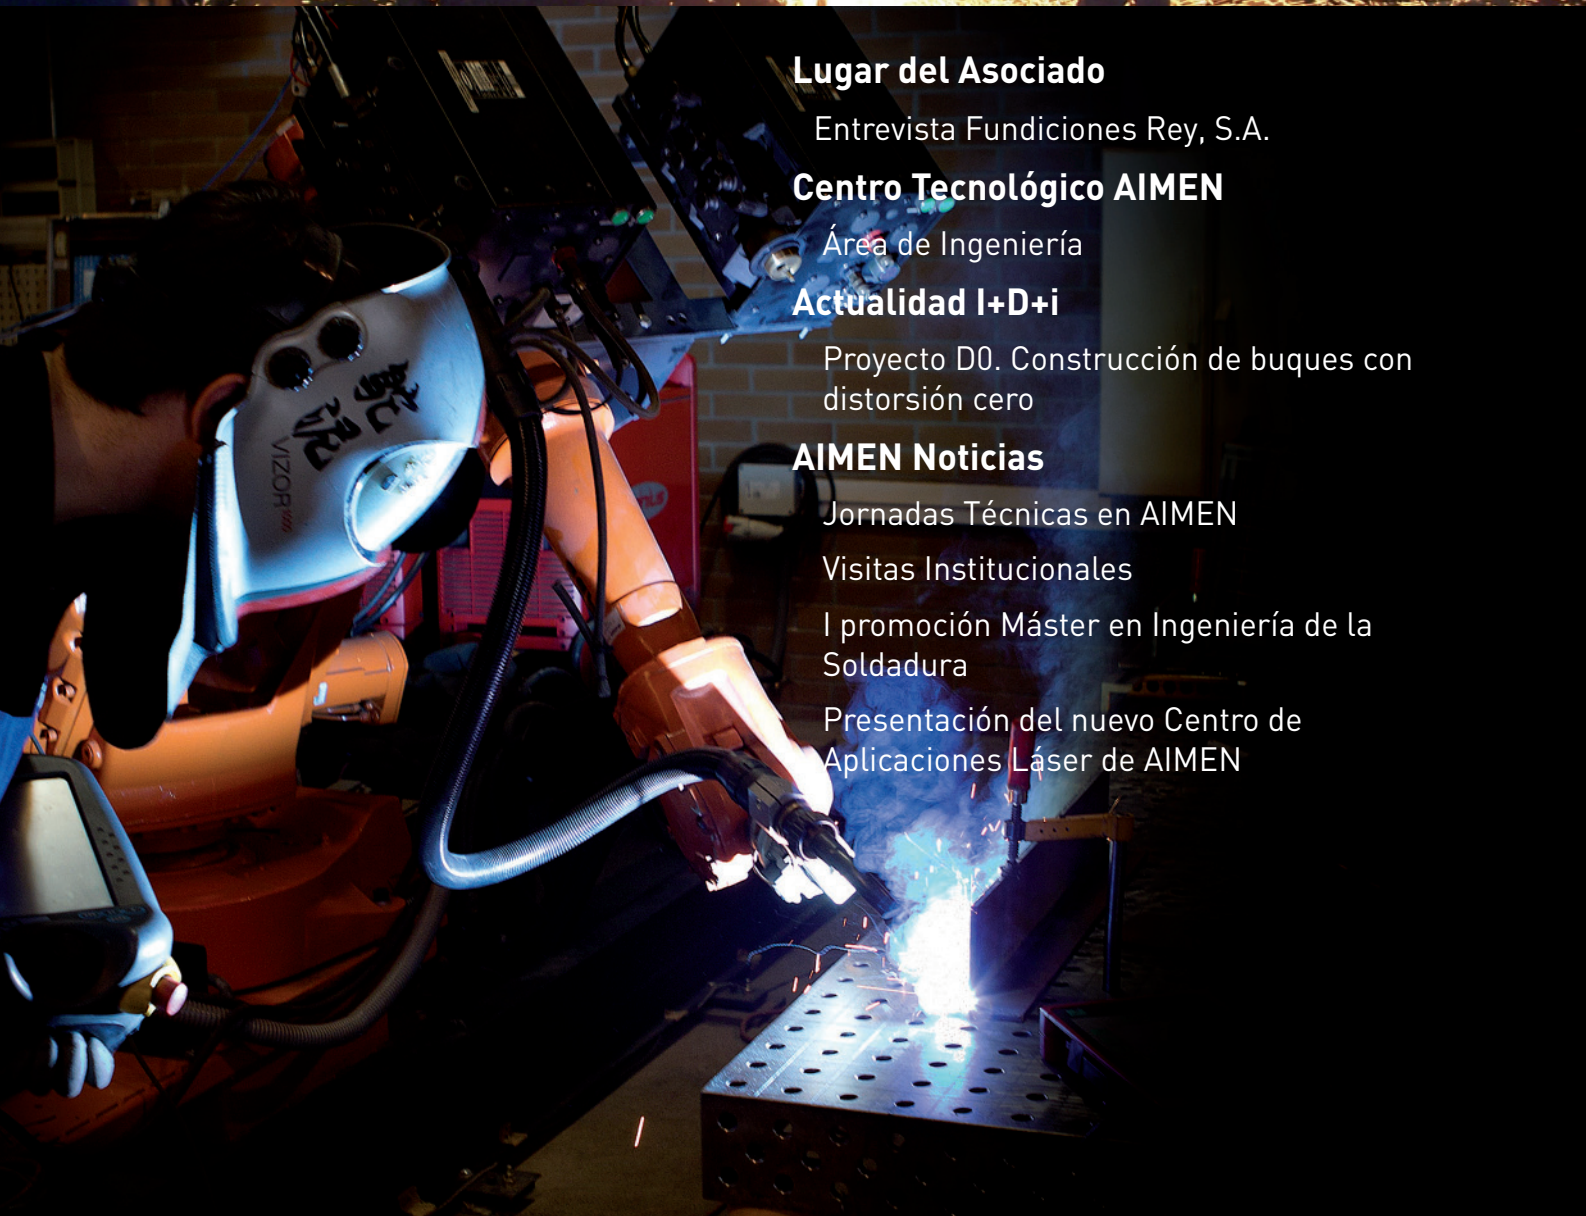 Lugar del Asociado
Entrevista Fundiciones Rey, S.A.
Centro Tecnológico AIMEN
Área de Ingeniería
Actualidad I+D+i
Proyecto D0. Construcción de buques con
distorsión cero
AIMEN Noticias
Jornadas Técnicas en AIMEN
Visitas Institucionales
I promoción Máster en Ingeniería de la
Soldadura
Presentación del nuevo Centro de
Aplicaciones Láser de AIMEN
VIZOR